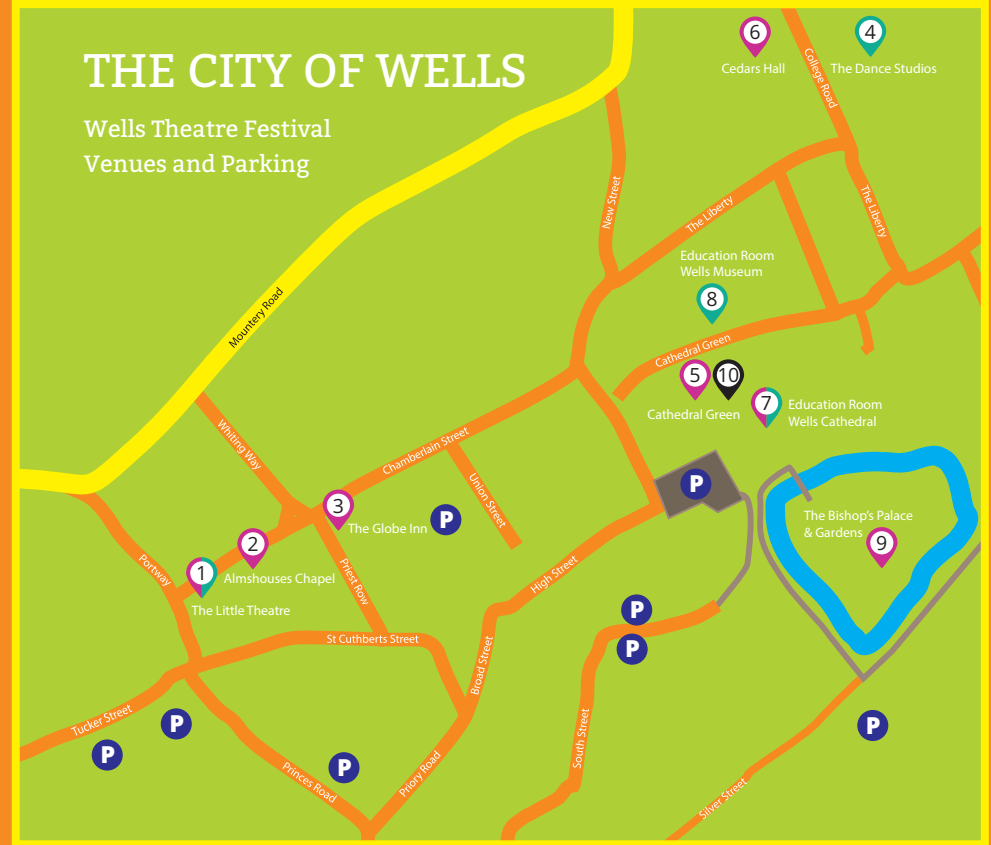 THE CITY OF WELLS
Wells Theatre Festival
Venues and Parking
6
Cedars Hall
4
The Dance Studios
College Road
New Street
The Liberty
The Liberty
Education Room
Wells Museum
8
Mountery Road
Cathedral Green
5
10
Cathedral Green
7
Education Room
Wells Cathedral
Whiting Way
Chamberlain Street
Union Street
P
3
The Globe Inn
P
The Bishop's Palace
& Gardens
9
2
Almshouses Chapel
Portway
1
The Little Theatre
Priest Row
High Street
P
P
St Cuthberts Street
Broad Street
Tucker Street
P
P
P
Princes Road
Priory Road
South Street
P
Silver Street